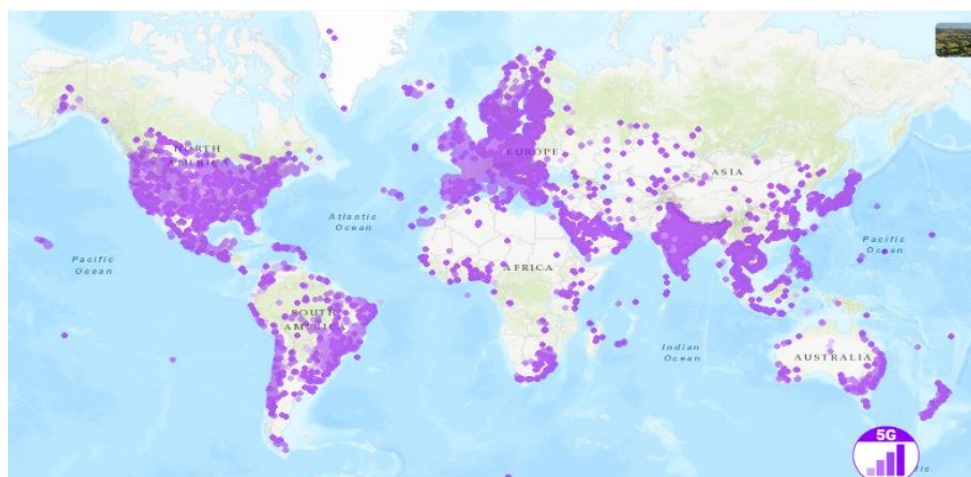 NORTH
AMERICA
EUROPE
ASIA
Atlantic
Ocean
Pacific
Ocean
Pacific
Ocean
AFRICA
SOUTH
AMERICA
Indian
Ocean
AUSTRALIA
5G